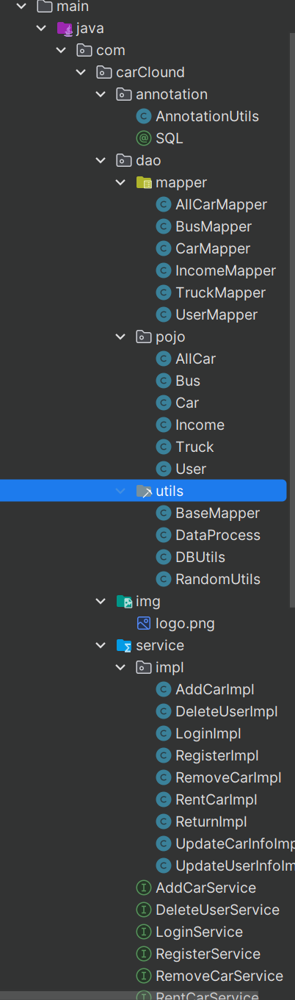 main
java
com
carClound
annotation
AnnotationUtils
SQL
dao
mapper
AllCarMapper
BusMapper
CarMapper
IncomeMapper
TruckMapper
UserMapper
pojo
AllCar
Bus
Car
Income
Truck
User
utils
BaseMapper
DataProcess
DBUtils
RandomUtils
img
logo.png
service
impl
AddCarImpl
DeleteUserImpl
LoginImpl
RegisterImpl
RemoveCarImpl
RentCarImpl
ReturnImpl
UpdateCarInfoImp
UpdateUserInfoIm
AddCarService
DeleteUserService
LoginService
RegisterService
RemoveCarService
RentCarService